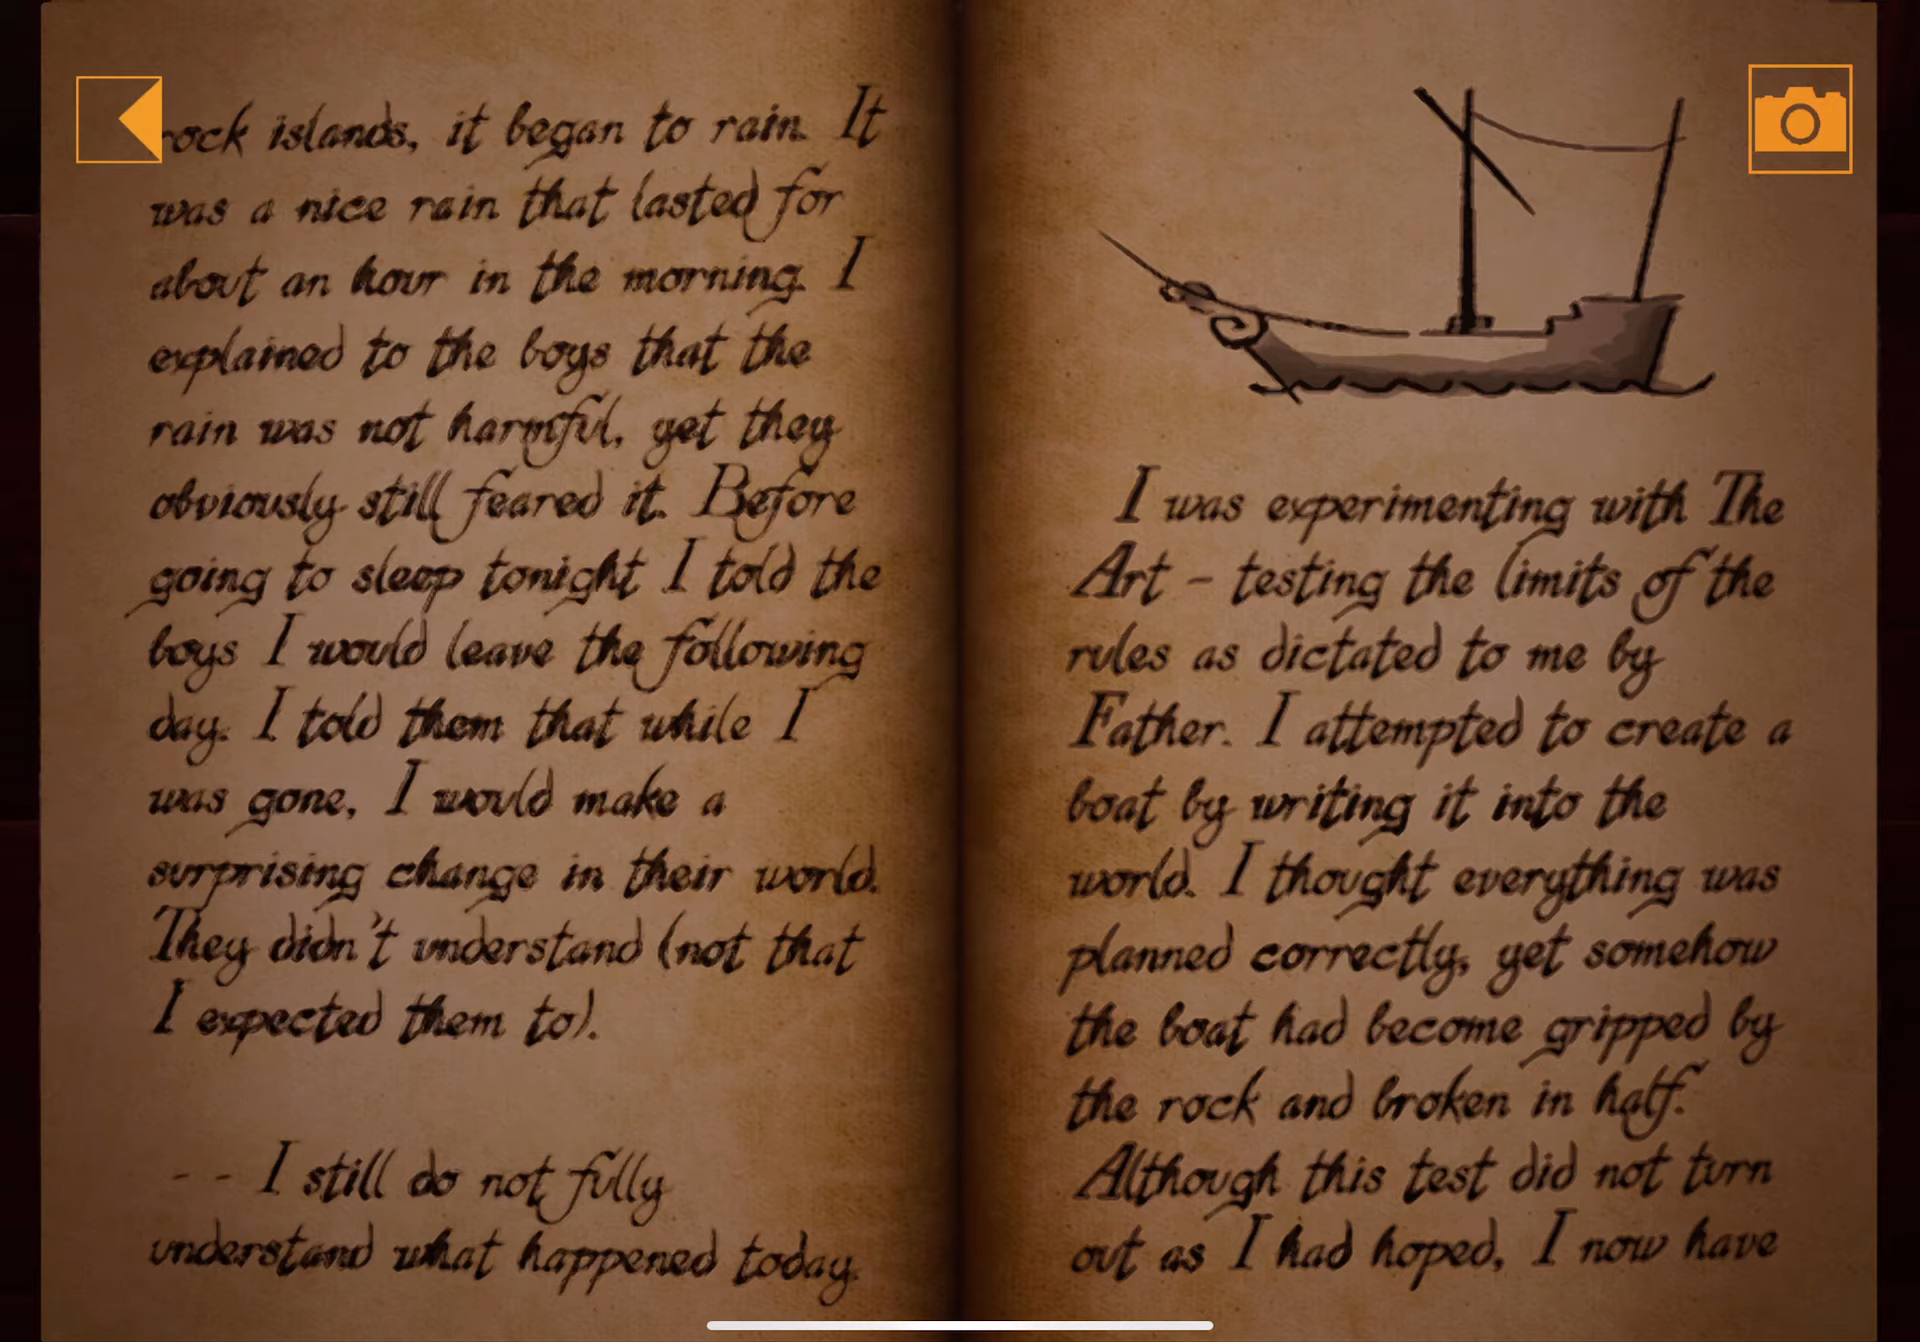 rock islands, it began to rain. It
was a nice rain that lasted for
about an hour in the morning. I
explained to the boys that the
rain was not harmful, yet they
obviously still feared it. Before
going to sleep tonight I told the
boys I would leave the following
day. I told them that while I
was gone, I would make a
surprising change in their world.
They didn't understand (not that
I expected them to).
- - I still do not fully
understand what happened today.
I was experimenting with The
Art - testing the limits of the
rules as dictated to me by
Father. I attempted to create a
boat by writing it into the
world. I thought everything was
planned correctly, yet somehow
the boat had become gripped by
the rock and broken in half.
Although this test did not turn
out as I had hoped, I now have